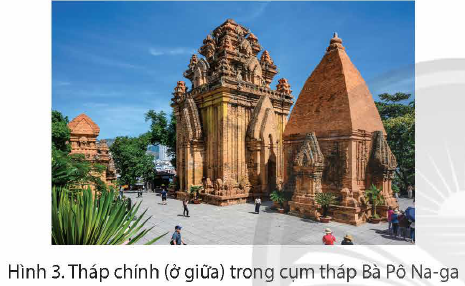 Hình 3. Tháp chính (ở giữa) trong cụm tháp Bà Pô Na-ga